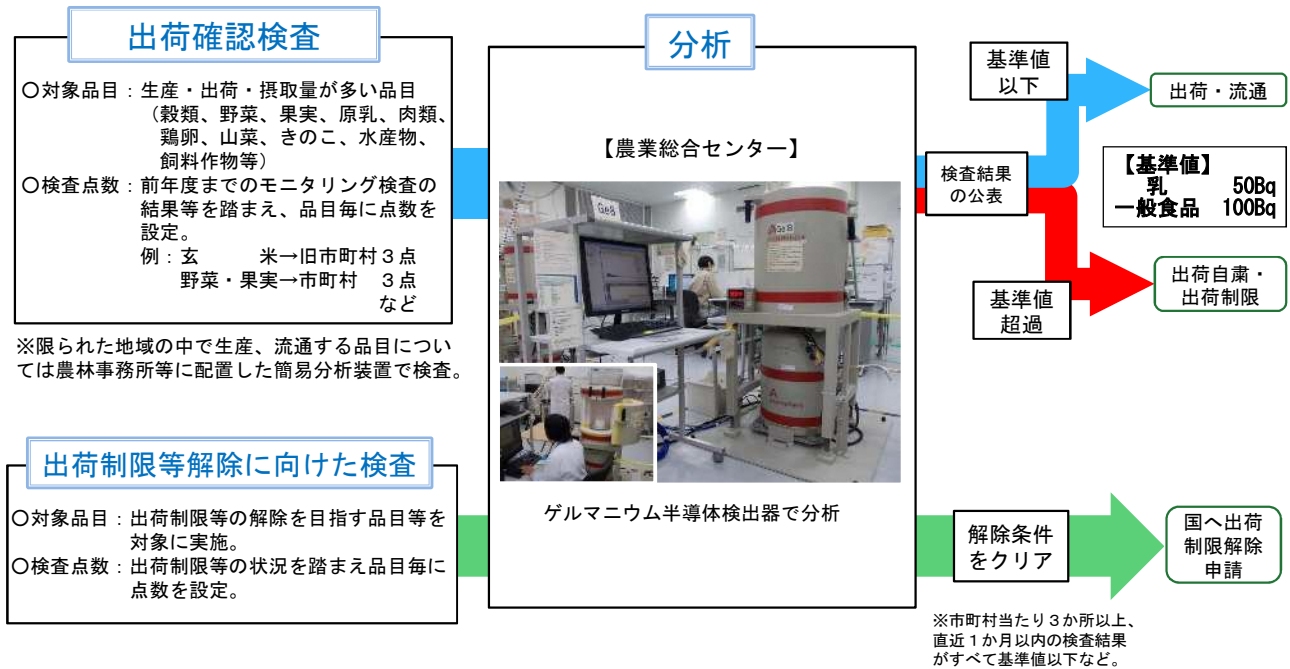 出荷確認検査
〇対象品目：生産・出荷・摂取量が多い品目
（穀類、野菜、果実、原乳、肉類、
鶏卵、山菜、きのこ、水産物、
飼料作物等）
〇検査点数：前年度までのモニタリング検査の
結果等を踏まえ、品目毎に点数を
設定。
例：玄　　　米→旧市町村３点
野菜・果実→市町村　３点
など
※限られた地域の中で生産、流通する品目につい
ては農林事務所等に配置した簡易分析装置で検査。
出荷制限等解除に向けた検査
〇対象品目：出荷制限等の解除を目指す品目等を
対象に実施。
〇検査点数：出荷制限等の状況を踏まえ品目毎に
点数を設定。
分析
【農業総合センター】
Ge8
Ge8
ゲルマニウム半導体検出器で分析
検査結果
の公表
基準値
以下
出荷・流通
【基準値】
乳　　　50Bq
一般食品　100Bq
基準値
超過
出荷自粛・
出荷制限
解除条件
をクリア
国へ出荷
制限解除
申請
※市町村当たり３か所以上、
直近１か月以内の検査結果
がすべて基準値以下など。